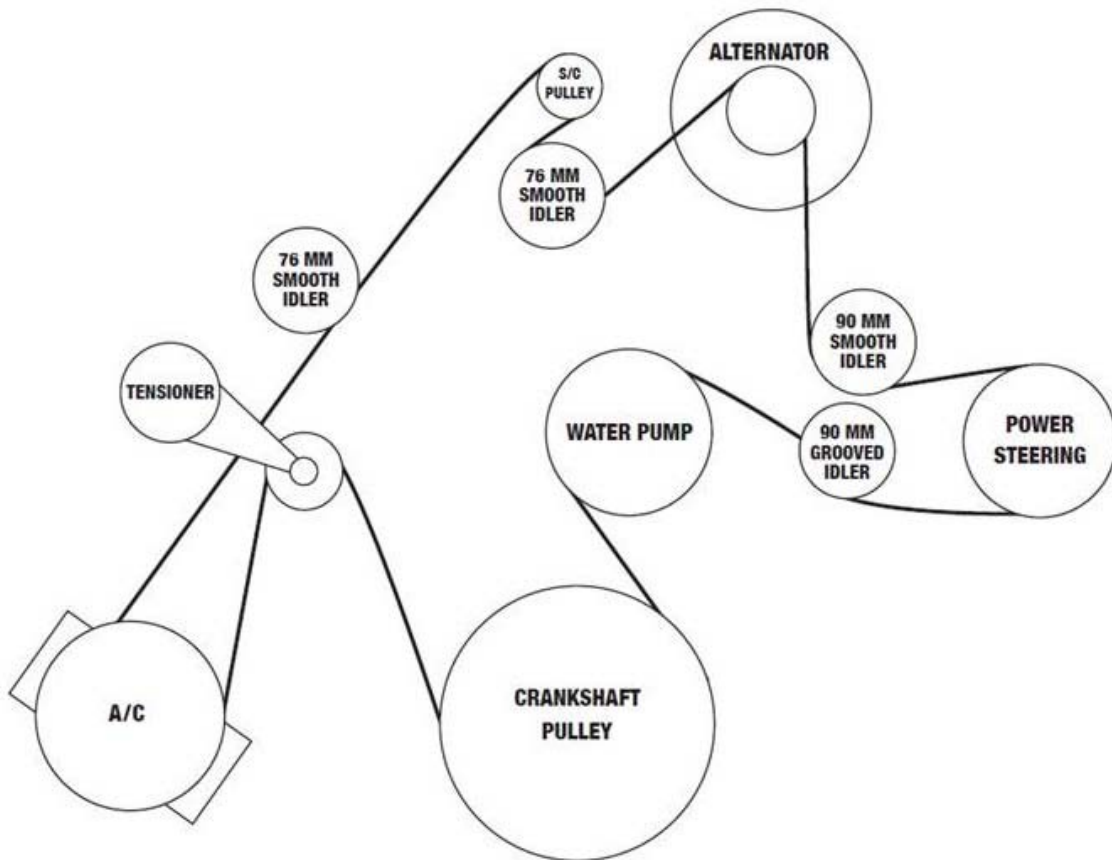 ALTERNATOR
S/C
PULLEY
76 MM
SMOOTH
IDLER
76 MM
SMOOTH
IDLER
90 MM
SMOOTH
IDLER
TENSIONER
WATER PUMP
90 MM
GROOVED
IDLER
POWER
STEERING
A/C
CRANKSHAFT
PULLEY